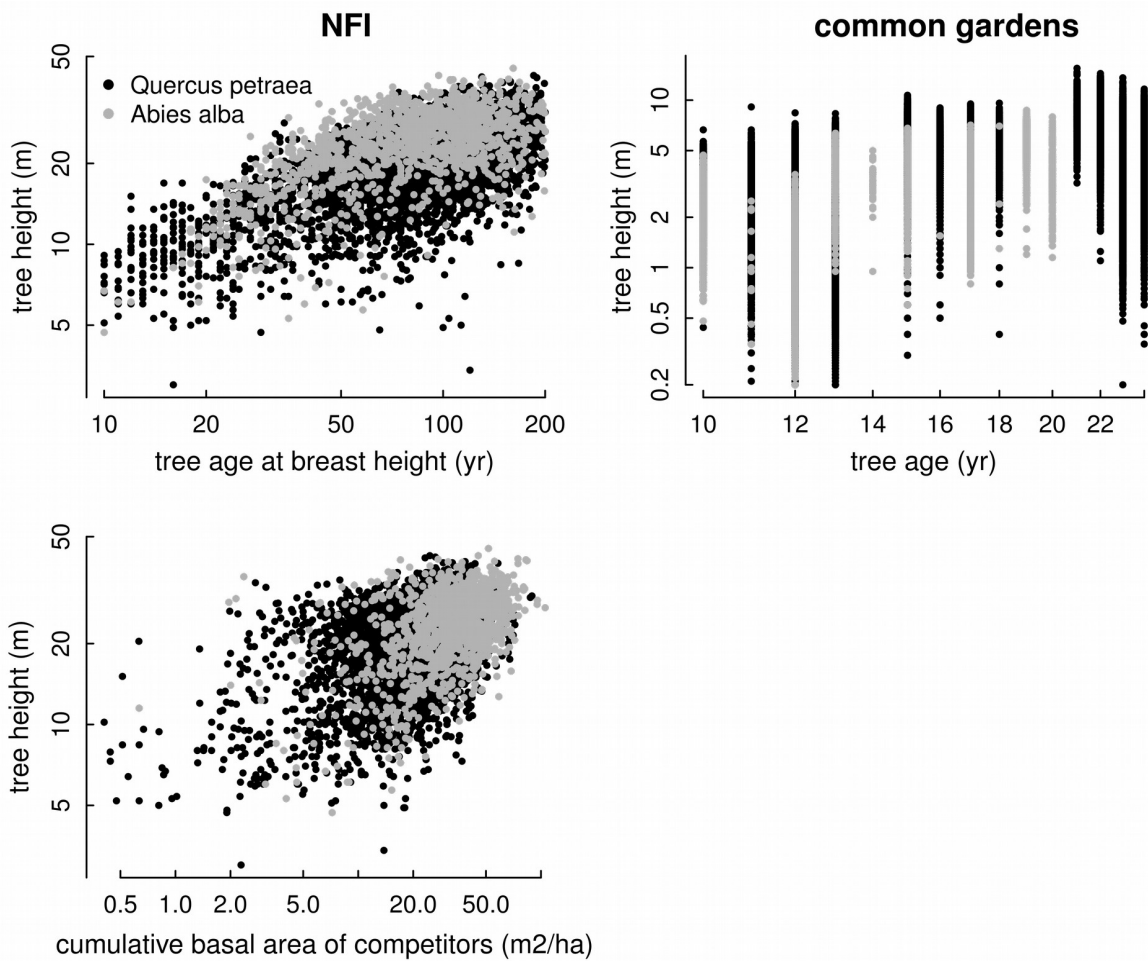 NFI
common gardens
Quercus petraea
Abies alba
50
20
10
5
tree height (m)
10 20 50 100 200
tree age at breast height (yr)
10
5
2
1
0.5
0.2
tree height (m)
10 12 14 16 18 20 22
tree age (yr)
50
20
10
5
tree height (m)
0.5 1.0 2.0 5.0 20.0 50.0
cumulative basal area of competitors (m2/ha)